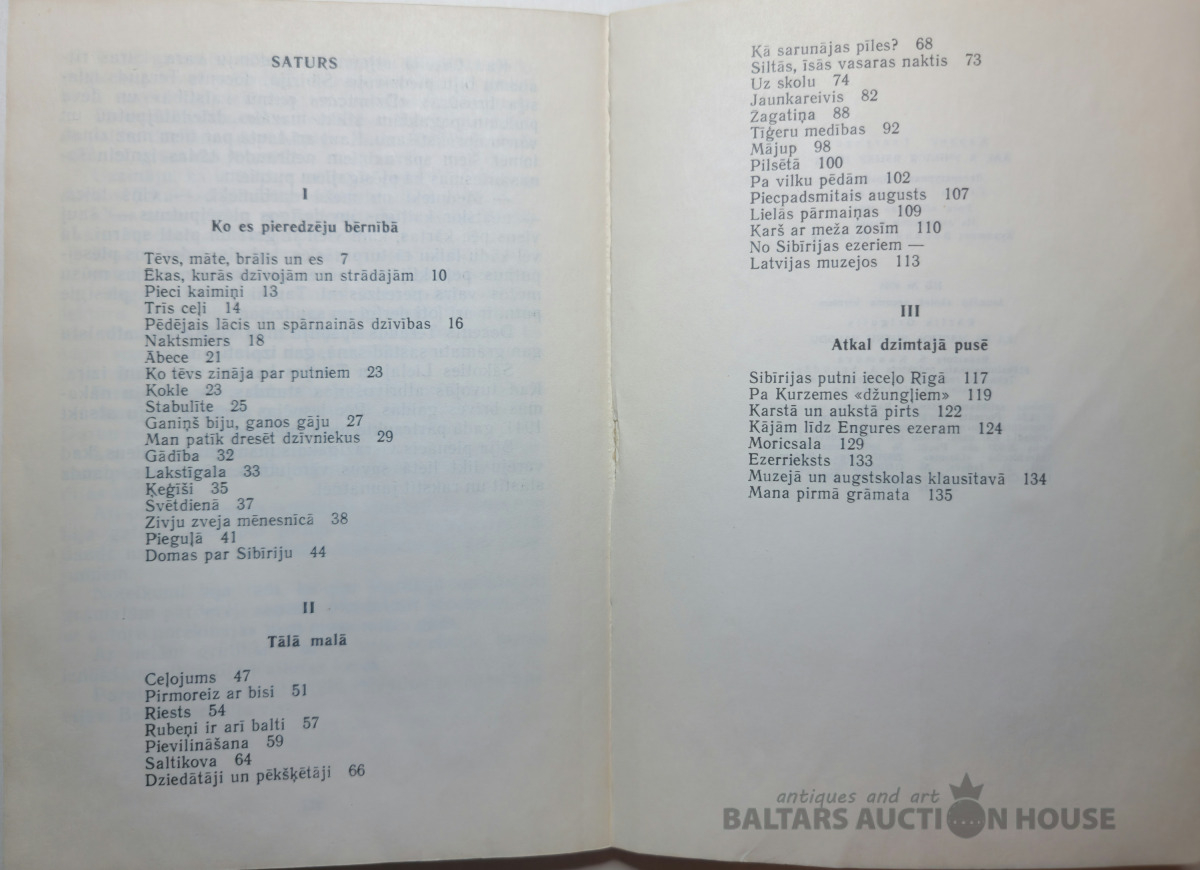 SATURS
I
Ko es pieredzēju bērnībā
Tēvs, māte, brālis un es 7
Ēkas, kurās dzīvojām un strādājām 10
Pieci kaimiņi 13
Trīs ceļi 14
Pēdējais lācis un spārnainās dzīvības 16
Naktsmiers 18
Ābece 21
Ko tēvs zināja par putniem 23
Kokle 23
Stabulīte 25
Ganiņš biju, ganos gāju 27
Man patīk dresēt dzīvniekus 29
Gādība 32
Lakstīgala 33
Ķeģīši 35
Svētdienā 37
Zivju zveja mēnesnīcā 38
Pieguļā 41
Domas par Sibīriju 44
II
Tālā malā
Ceļojums 47
Pirmoreiz ar bisi 51
Riests 54
Rubeņi ir arī balti 57
Pievilināšana 59
Saltikova 64
Dziedātāji un pēkšķētāji 66
Kā sarunājas pīles? 68
Siltās, īsās vasaras naktis 73
Uz skolu 74
Jaunkareivis 82
Zagatiņa 88
Tīģeru medības 92
Mājup 98
Pilsētā 100
Pa vilku pēdām 102
Piecpadsmitais augusts 107
Lielās pārmaiņas 109
Karš ar meža zosīm 110
No Sibīrijas ezeriem —
Latvijas muzejos 113
III
Atkal dzimtajā pusē
Sibīrijas putni ieceļo Rīgā 117
Pa Kurzemes «džungļiem» 119
Karstā un aukstā pirts 122
Kājām līdz Engures ezeram 124
Moricsala 129
Ezerrieksts 133
Muzejā un augstskolas klausītavā 134
Mana pirmā grāmata 135
antiques and art
BALTARS AUCTION HOUSE